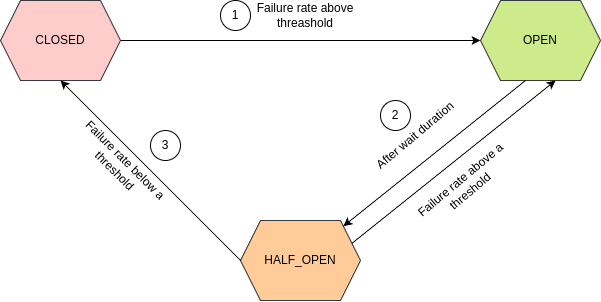 1
Failure rate above
threashold
CLOSED
OPEN
2
After wait duration
3
Failure rate below a
threshold
Failure rate above a
threshold
HALF_OPEN